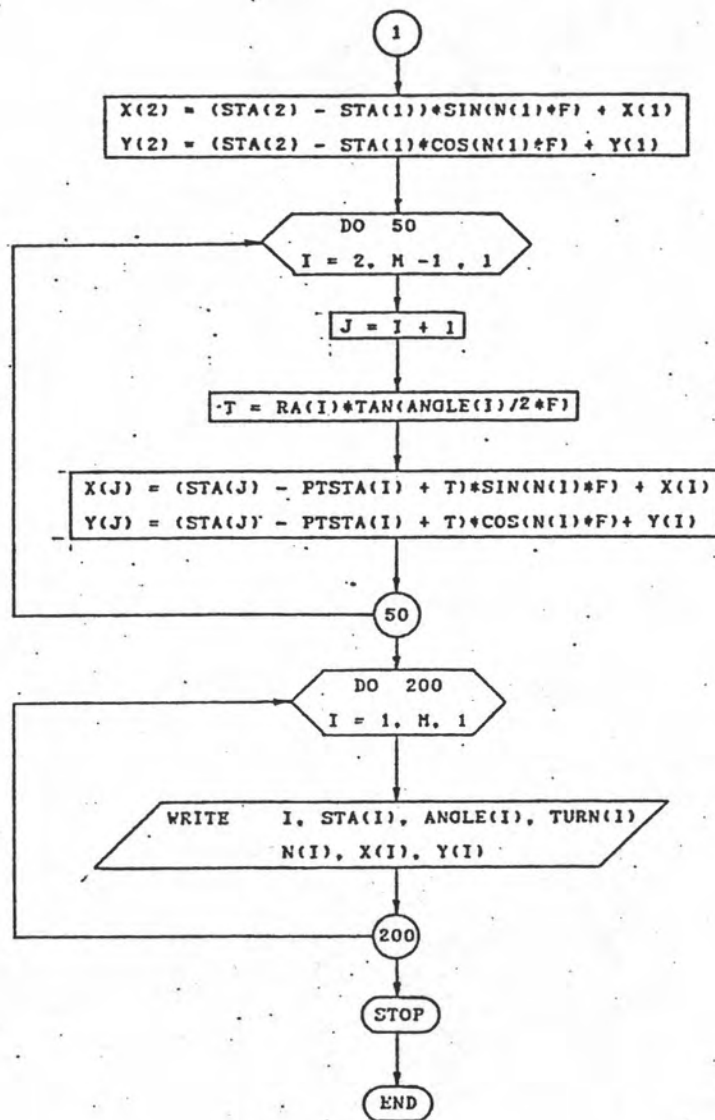 1
X(2) = (STA(2) - STA(1))*SIN(N(1)*F) + X(1)
Y(2) = (STA(2) - STA(1)*COS(N(1)*F) + Y(1)
DO 50
I = 2, M -1 , 1
J = I + 1
T = RA(I)*TAN(ANGLE(I)/2*F)
X(J) = (STA(J) - PTSTA(I) + T)*SIN(N(I)*F) + X(I)
Y(J) = (STA(J) - PTSTA(I) + T)*COS(N(I)*F)+ Y(I)
50
DO 200
I = 1, M, 1
WRITE I, STA(I), ANGLE(I), TURN(I)
N(I), X(I), Y(I)
200
STOP
END